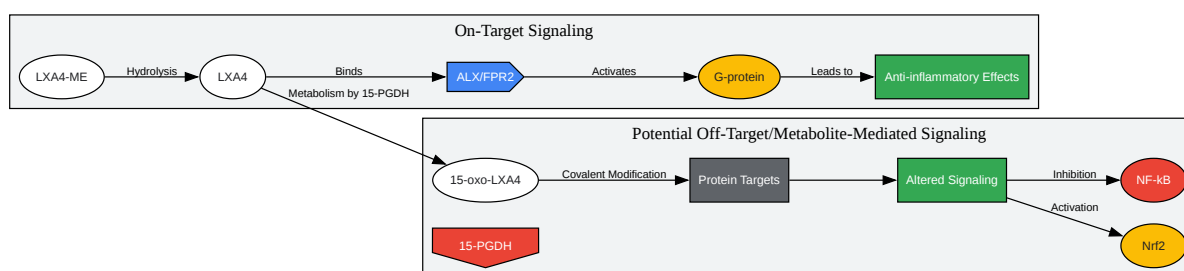 On-Target Signaling
LXA4-ME
Hydrolysis
LXA4
Binds
ALX/FPR2
Activates
G-protein
Leads to
Anti-inflammatory Effects
Metabolism by 15-PGDH
Potential Off-Target/Metabolite-Mediated Signaling
15-oxo-LXA4
Covalent Modification
Protein Targets
Altered Signaling
Inhibition
NF-kB
Activation
15-PGDH
Nrf2